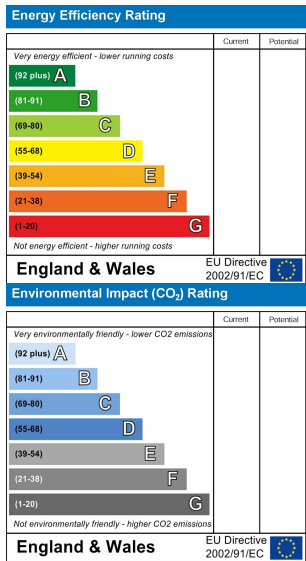 Energy Efficiency Rating
Current Potential
Very energy efficient - lower running costs
(92 plus) A
(81-91) B
(69-80) C
(55-68) D
(39-54) E
(21-38) F
(1-20) G
Not energy efficient - higher running costs
England & Wales EU Directive 2002/91/EC
Environmental Impact (CO₂) Rating
Current Potential
Very environmentally friendly - lower CO2 emissions
(92 plus) A
(81-91) B
(69-80) C
(55-68) D
(39-54) E
(21-38) F
(1-20) G
Not environmentally friendly - higher CO2 emissions
England & Wales EU Directive 2002/91/EC